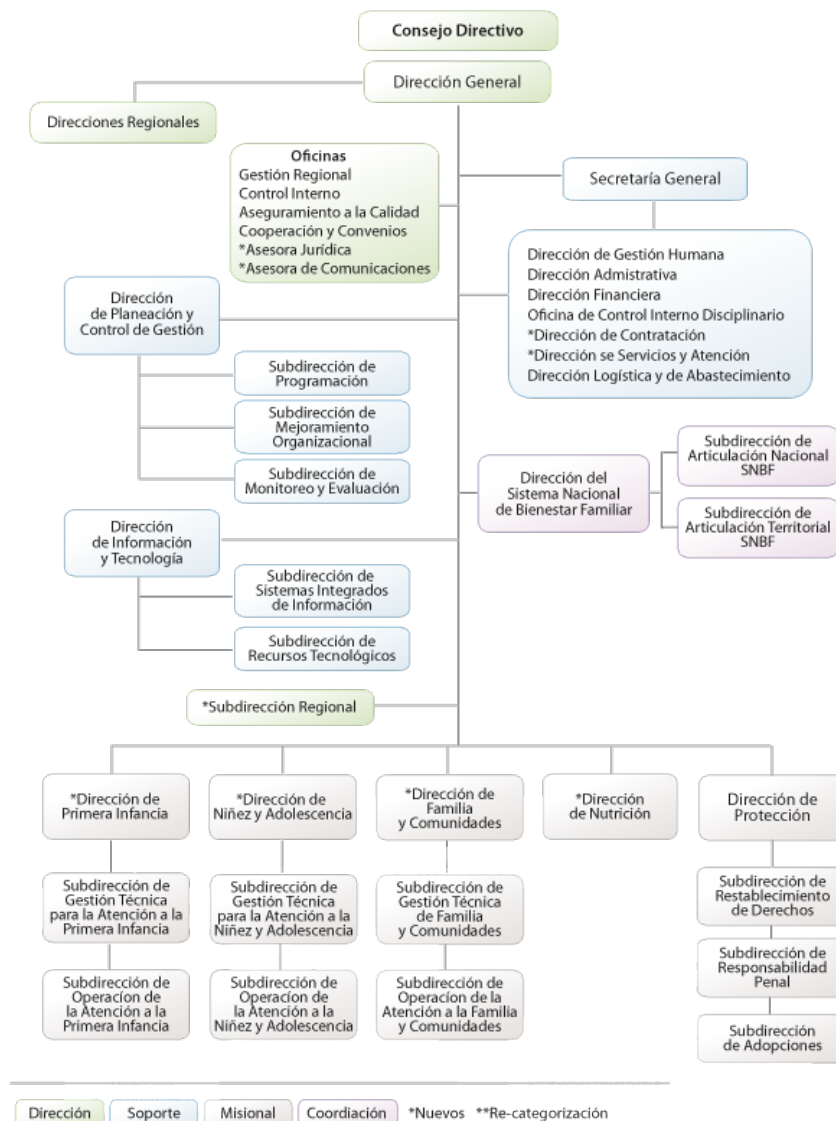 Consejo Directivo
Dirección General
Direcciones Regionales
Oficinas
Gestión Regional
Control Interno
Aseguramiento a la Calidad
Cooperación y Convenios
*Asesora Jurídica
*Asesora de Comunicaciones
Secretaría General
Dirección de Gestión Humana
Dirección Admistrativa
Dirección Financiera
Oficina de Control Interno Disciplinario
*Dirección de Contratación
*Dirección se Servicios y Atención
Dirección Logística y de Abastecimiento
Dirección
de Planeación y
Control de Gestión
Subdirección de
Programación
Subdirección de
Mejoramiento
Organizacional
Subdirección de
Monitoreo y Evaluación
Dirección del
Sistema Nacional
de Bienestar Familiar
Subdirección de
Articulación Nacional
SNBF
Subdirección de
Articulación Territorial
SNBF
Dirección
de Información
y Tecnología
Subdirección de
Sistemas Integrados
de Información
Subdirección de
Recursos Tecnológicos
*Subdirección Regional
*Dirección de
Primera Infancia
Subdirección de
Gestión Técnica
para la Atención a la
Primera Infancia
Subdirección de
Operacíon de
la Atención a la
Primera Infancia
*Dirección de
Niñez y Adolescencia
Subdirección de
Gestión Técnica
para la Atención a la
Niñez y Adolescencia
Subdirección de
Operacíon de
la Atención a la
Niñez y Adolescencia
*Dirección de
Familia
y Comunidades
Subdirección de
Gestión Técnica
de Familia
y Comunidades
Subdirección de
Operacíon de la
Atención a la Familia
y Comunidades
*Dirección
de Nutrición
Dirección de
Protección
Subdirección de
Restablecimiento
de Derechos
Subdirección de
Responsabilidad
Penal
Subdirección
de Adopciones
Dirección Soporte Misional Coordiación *Nuevos **Re-categorización